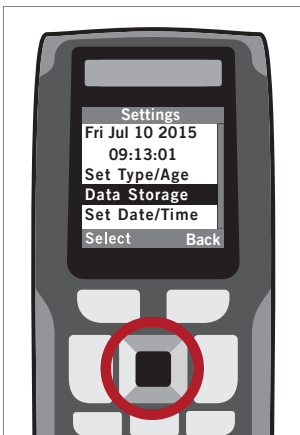 Settings
Fri Jul 10 2015
09:13:01
Set Type/Age
Data Storage
Set Date/Time
Select Back